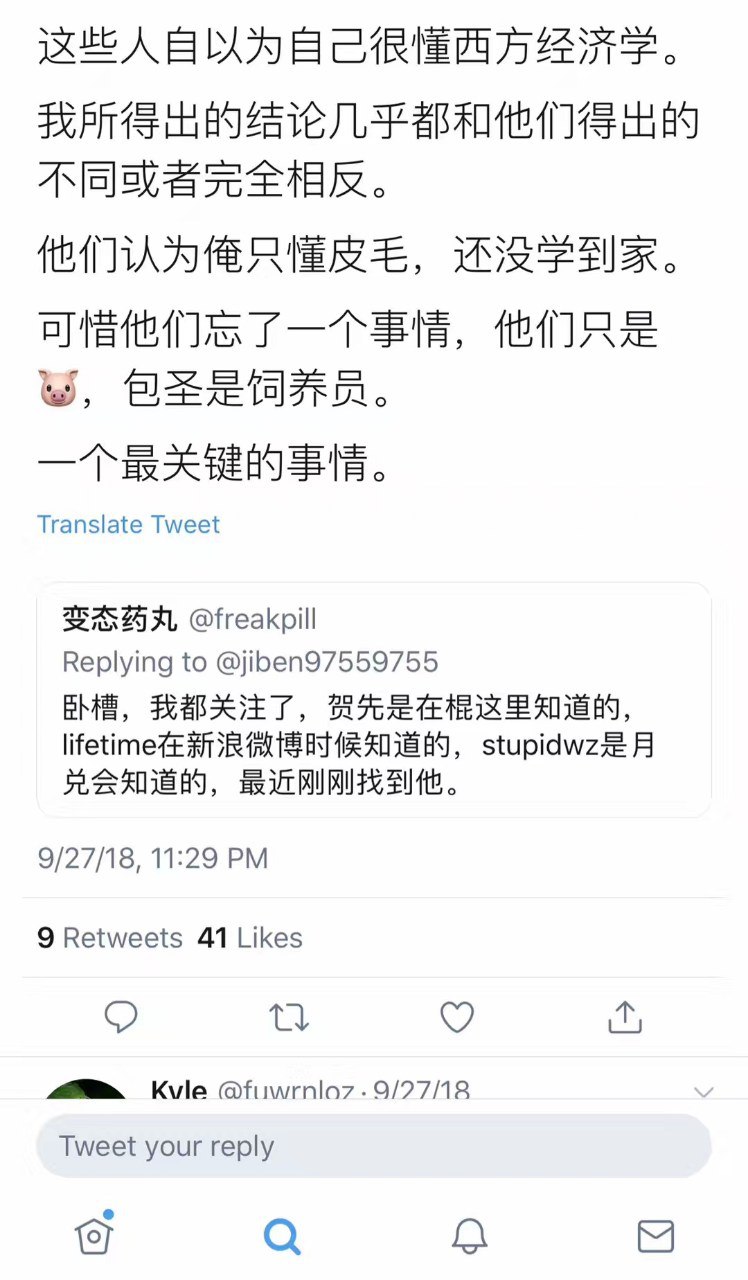 这些人自以为自己很懂西方经济学。
我所得出的结论几乎都和他们得出的
不同或者完全相反。
他们认为俺只懂皮毛，还没学到家。
可惜他们忘了一个事情，他们只是
🐷，包圣是饲养员。
一个最关键的事情。
Translate Tweet
变态药丸 @freakpill
Replying to @jiben97559755
卧槽，我都关注了，贺先是在棍这里知道的，
lifetime在新浪微博时候知道的，stupidwz是月
兑会知道的，最近刚刚找到他。
9/27/18, 11:29 PM
9 Retweets 41 Likes
Kyle @fuwrnloz · 9/27/18
Tweet your reply